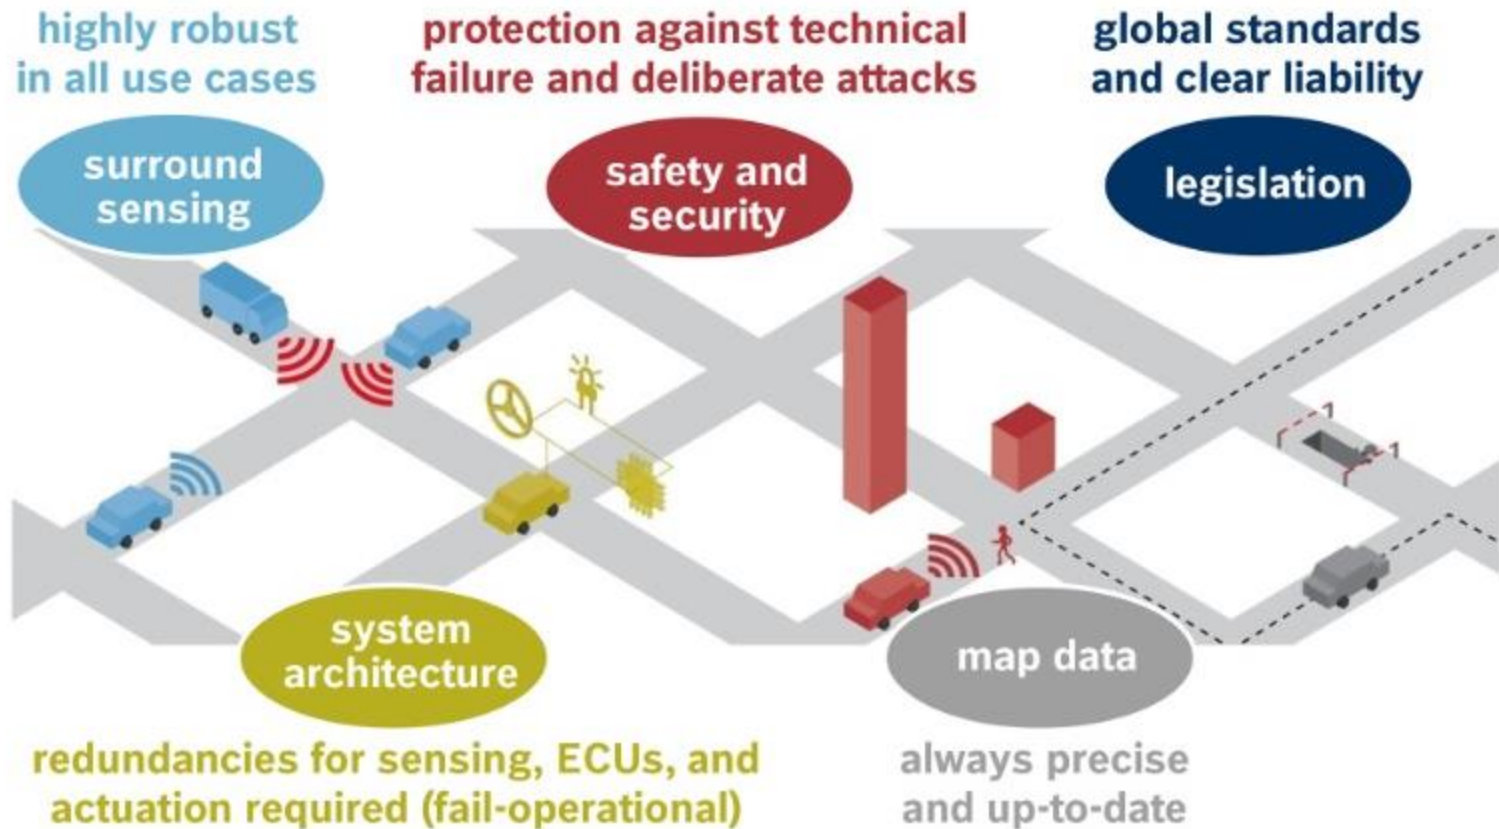 highly robust
in all use cases
surround
sensing
protection against technical
failure and deliberate attacks
safety and
security
global standards
and clear liability
legislation
system
architecture
redundancies for sensing, ECUs, and
actuation required (fail-operational)
map data
always precise
and up-to-date